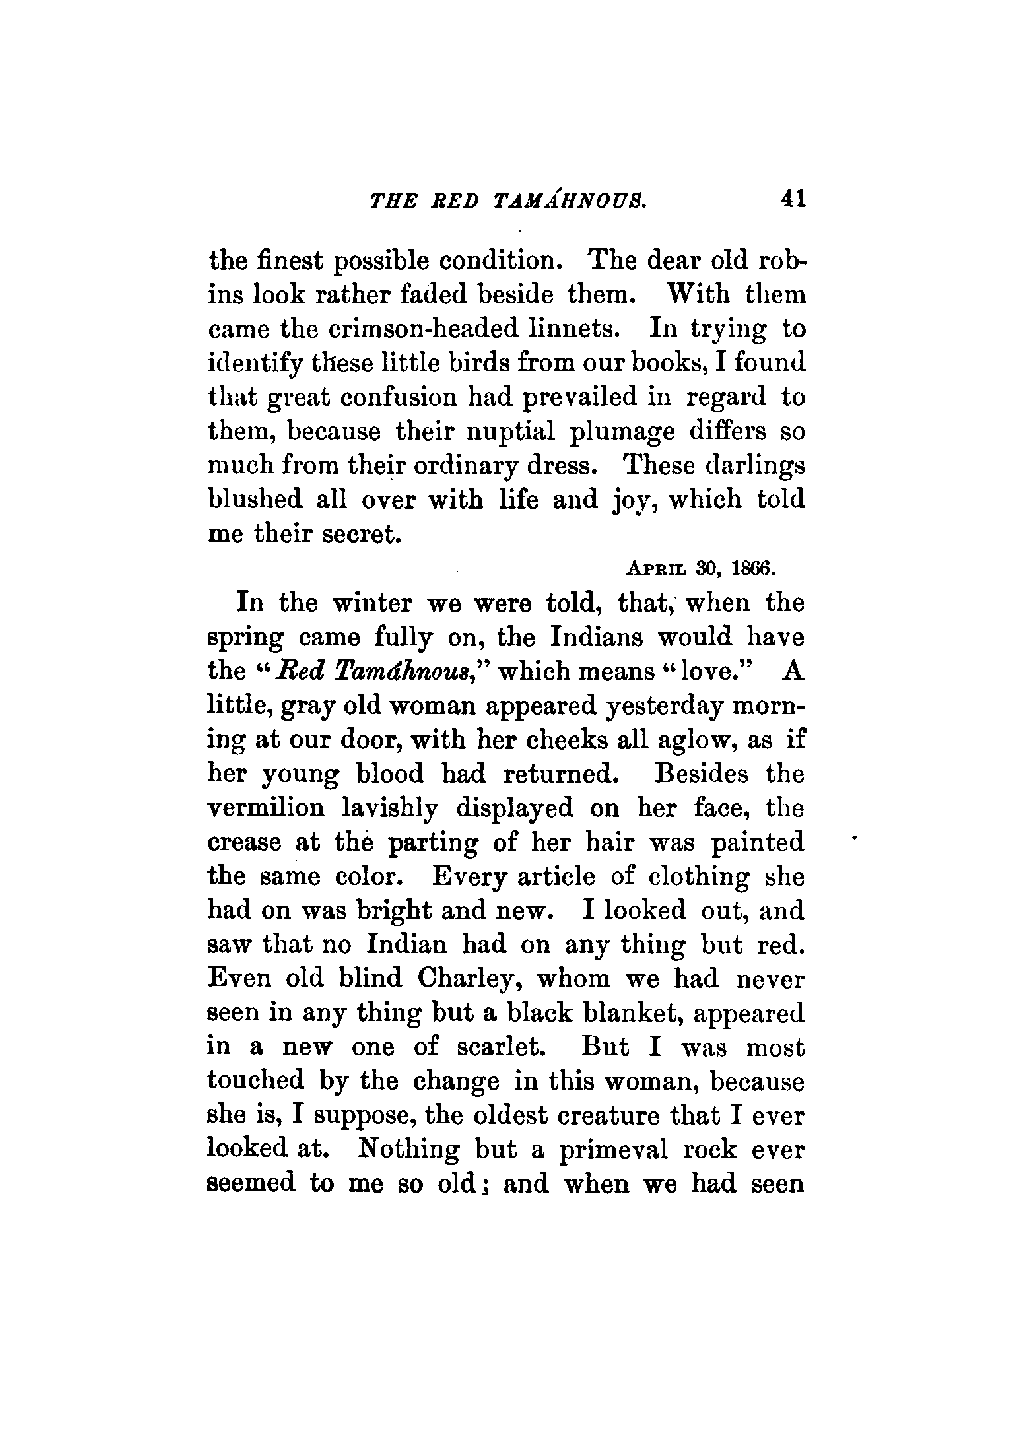 THE RED TAMÁHNOUS. 41
the finest possible condition. The dear old rob-
ins look rather faded beside them. With them
came the crimson-headed linnets. In trying to
identify these little birds from our books, I found
that great confusion had prevailed in regard to
them, because their nuptial plumage differs so
much from their ordinary dress. These darlings
blushed all over with life and joy, which told
me their secret.
APRIL 30, 1866.
In the winter we were told, that, when the
spring came fully on, the Indians would have
the "Red Tamáhnous," which means "love." A
little, gray old woman appeared yesterday morn-
ing at our door, with her cheeks all aglow, as if
her young blood had returned. Besides the
vermilion lavishly displayed on her face, the
crease at the parting of her hair was painted
the same color. Every article of clothing she
had on was bright and new. I looked out, and
saw that no Indian had on any thing but red.
Even old blind Charley, whom we had never
seen in any thing but a black blanket, appeared
in a new one of scarlet. But I was most
touched by the change in this woman, because
she is, I suppose, the oldest creature that I ever
looked at. Nothing but a primeval rock ever
seemed to me so old; and when we had seen